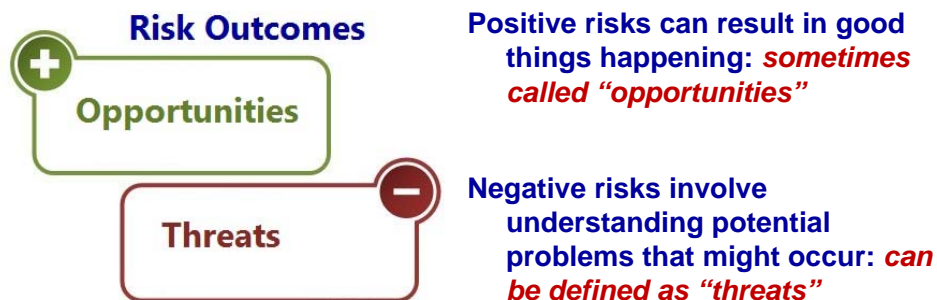 Risk Outcomes
+
Opportunities
–
Threats
Positive risks can result in good
things happening: sometimes
called “opportunities”
Negative risks involve
understanding potential
problems that might occur: can
be defined as “threats”